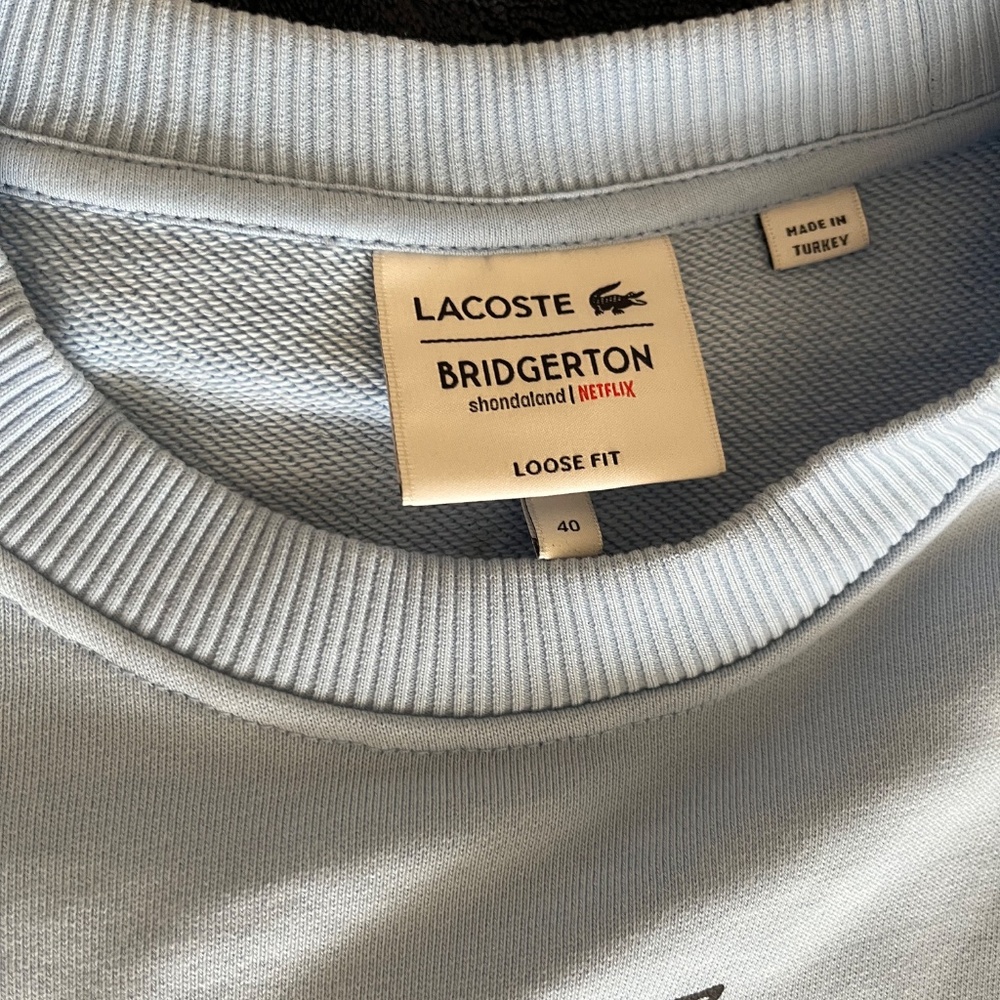 MADE IN
TURKEY
LACOSTE
BRIDGERTON
shondaland | NETFLIX
LOOSE FIT
40